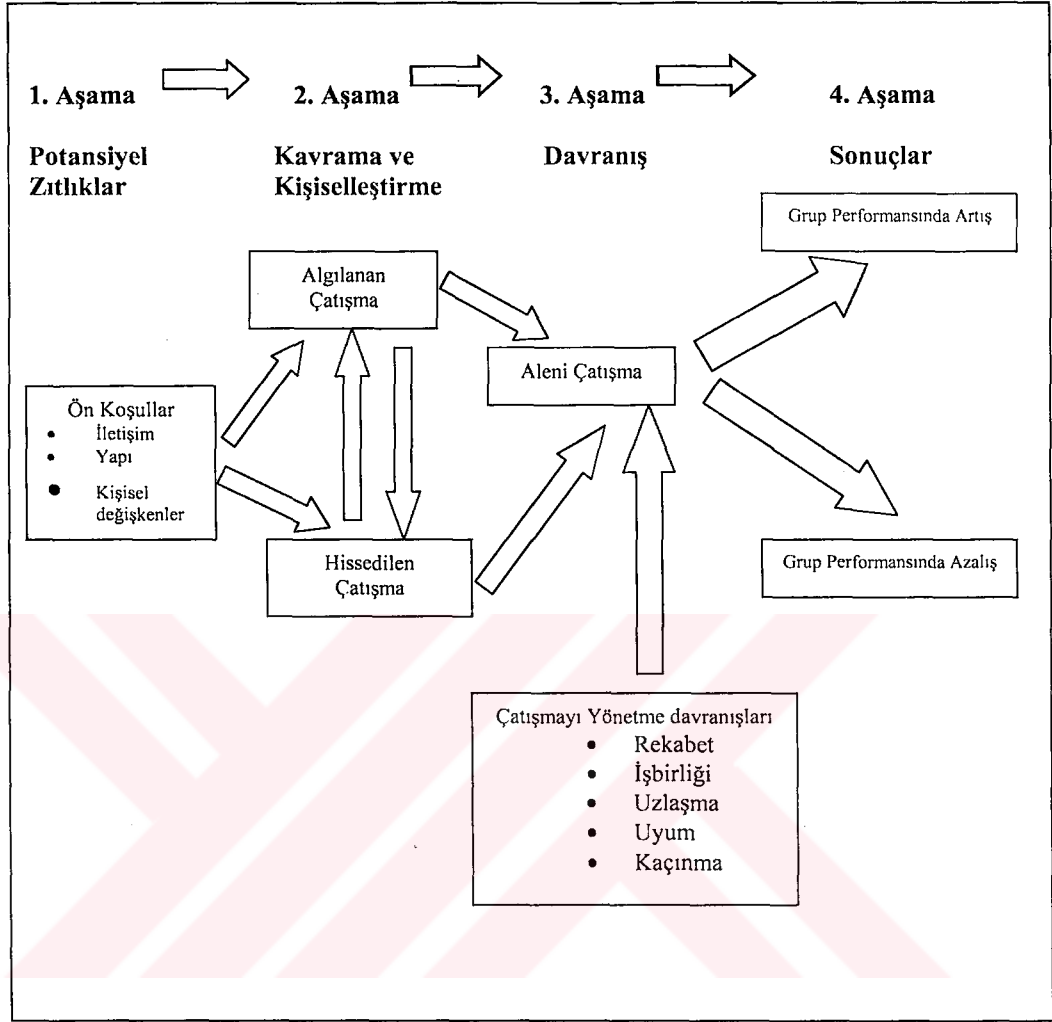 1. Aşama
2. Aşama
3. Aşama
4. Aşama
Potansiyel
Zıtlıklar
Kavrama ve
Kişiselleştirme
Davranış
Sonuçlar
Grup Performansında Artış
Algılanan
Çatışma
Aleni Çatışma
Ön Koşullar
• İletişim
• Yapı
• Kişisel
değişkenler
Hissedilen
Çatışma
Grup Performansında Azalış
Çatışmayı Yönetme davranışları
• Rekabet
• İşbirliği
• Uzlaşma
• Uyum
• Kaçınma